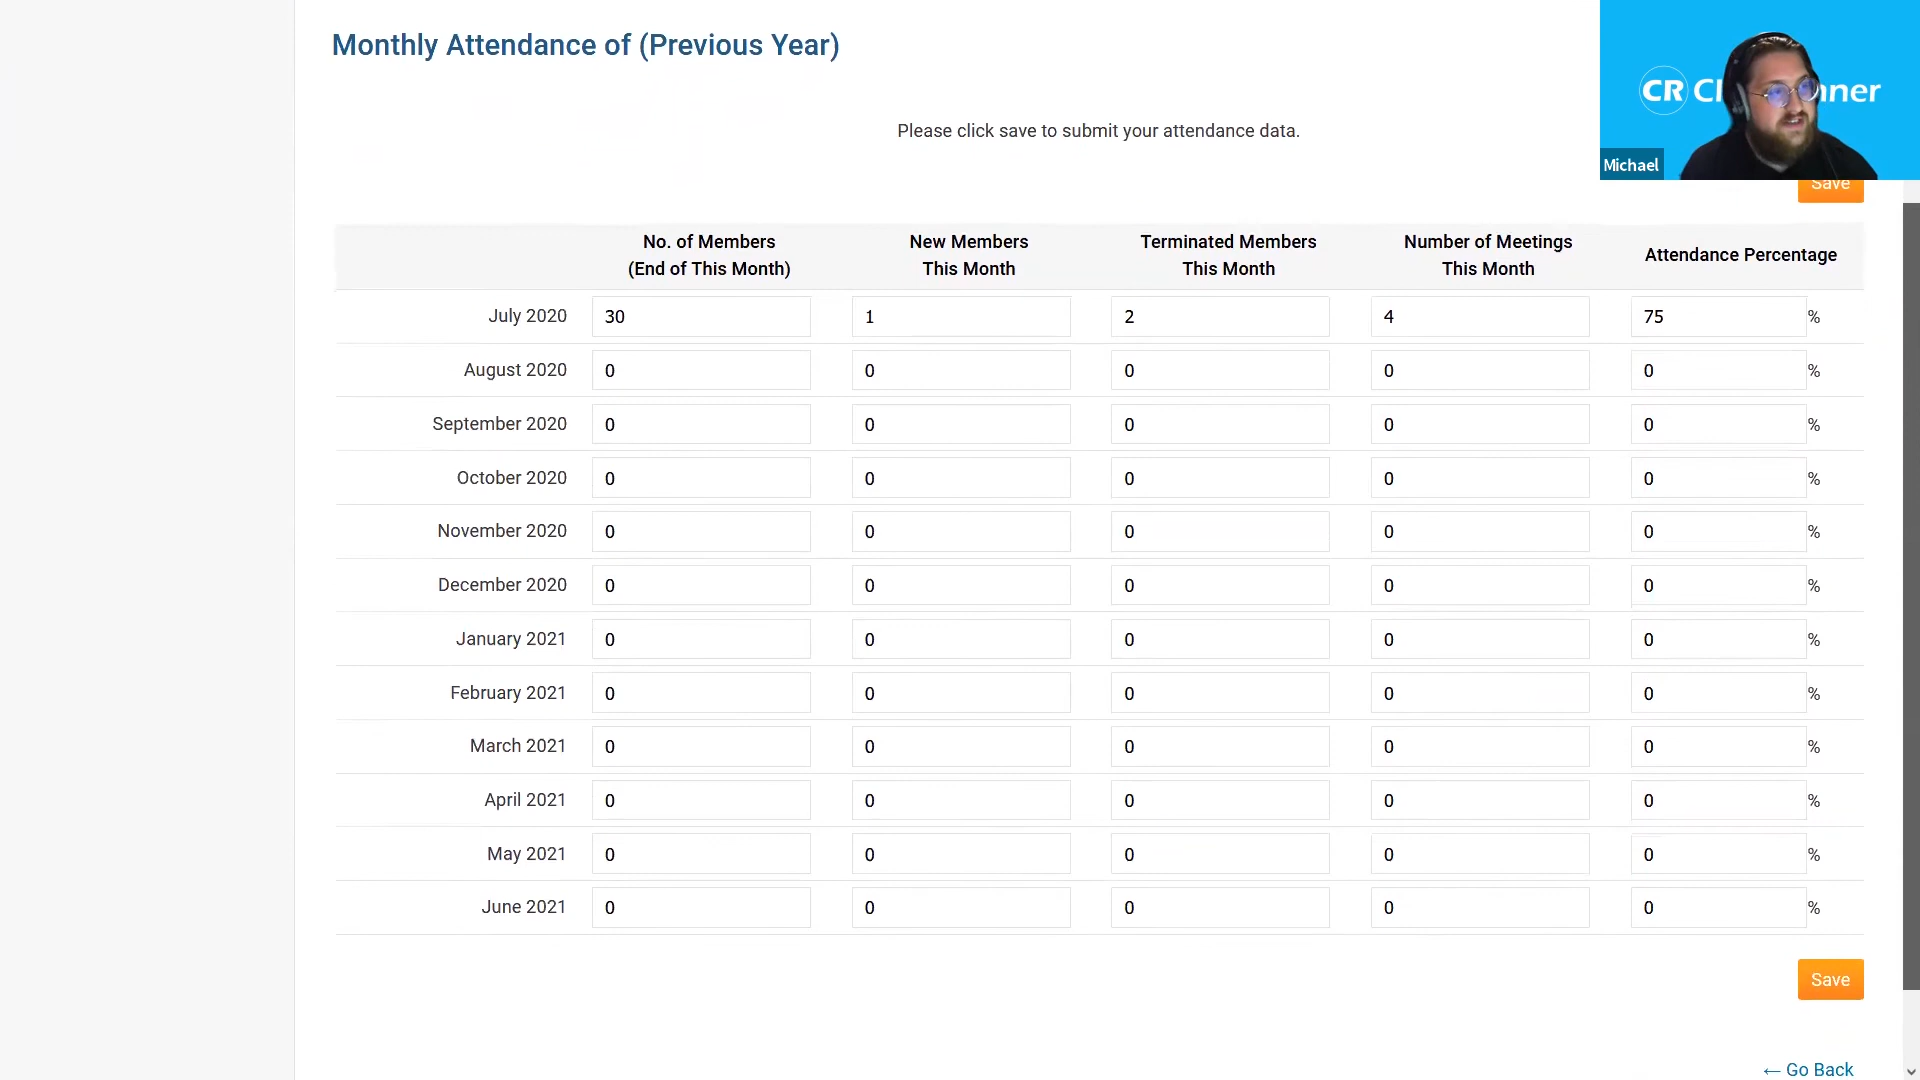 Monthly Attendance of (Previous Year)
CR Cl nner
Michael
Please click save to submit your attendance data.
Save
No. of Members (End of This Month) New Members This Month Terminated Members This Month Number of Meetings This Month Attendance Percentage
July 2020 30 1 2 4 75 %
August 2020 0 0 0 0 0 %
September 2020 0 0 0 0 0 %
October 2020 0 0 0 0 0 %
November 2020 0 0 0 0 0 %
December 2020 0 0 0 0 0 %
January 2021 0 0 0 0 0 %
February 2021 0 0 0 0 0 %
March 2021 0 0 0 0 0 %
April 2021 0 0 0 0 0 %
May 2021 0 0 0 0 0 %
June 2021 0 0 0 0 0 %
Save
← Go Back